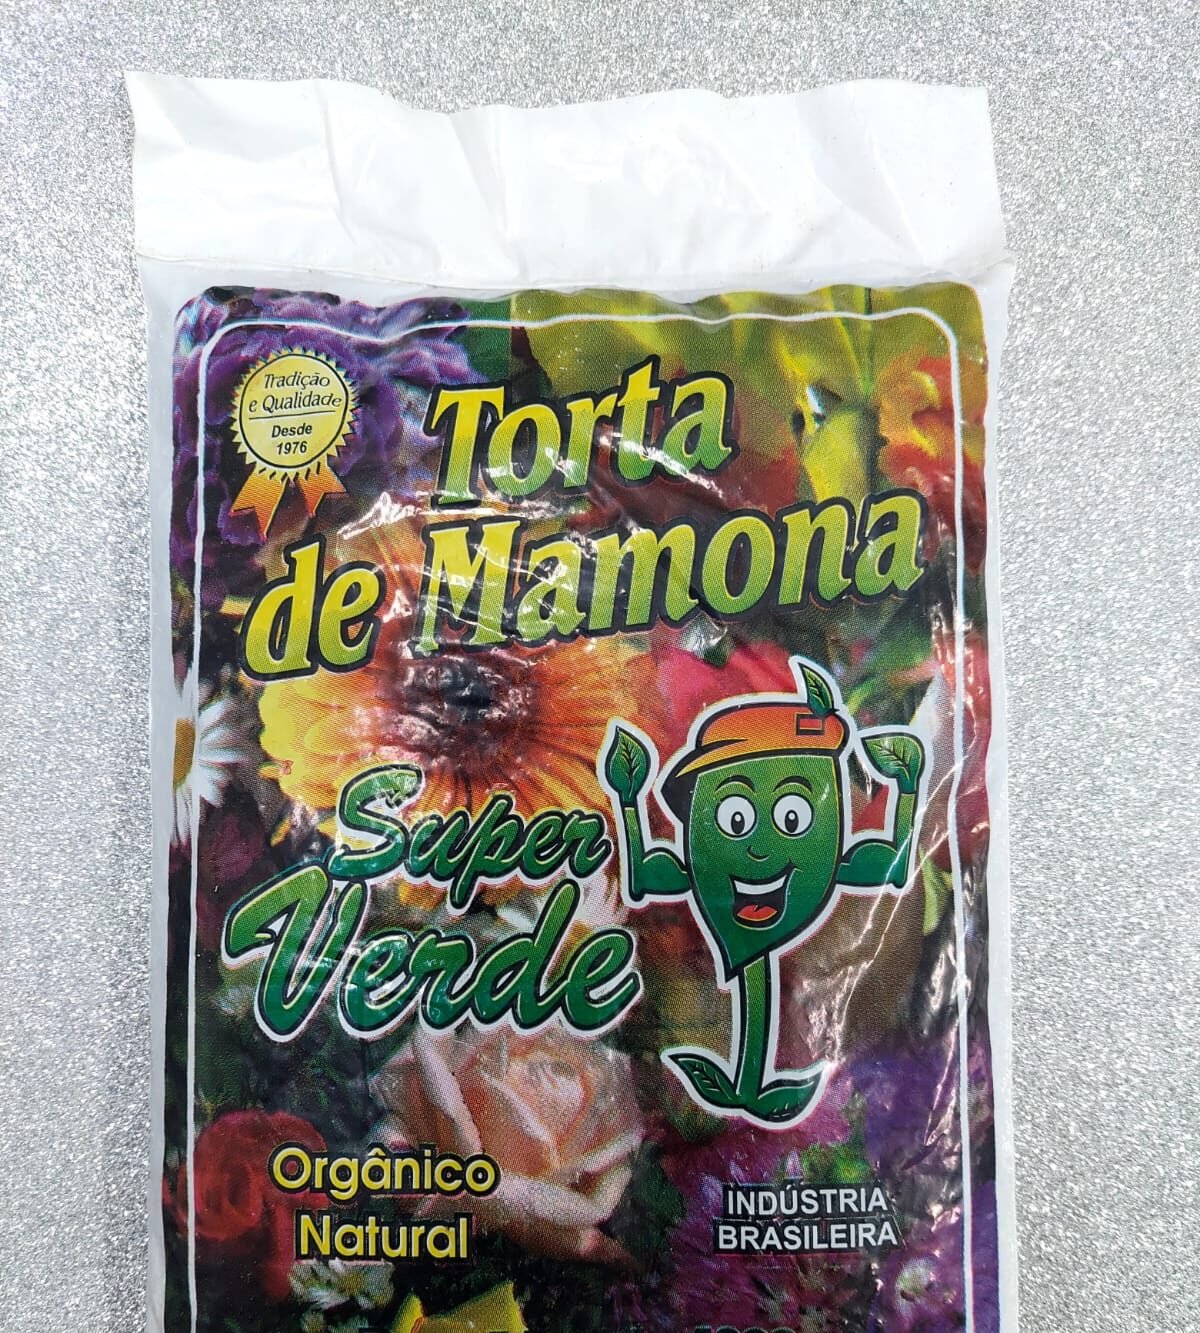 Tradição
e Qualidade
Desde
1976
Torta
de Mamona
Super
Verde
Orgânico
Natural
INDÚSTRIA
BRASILEIRA